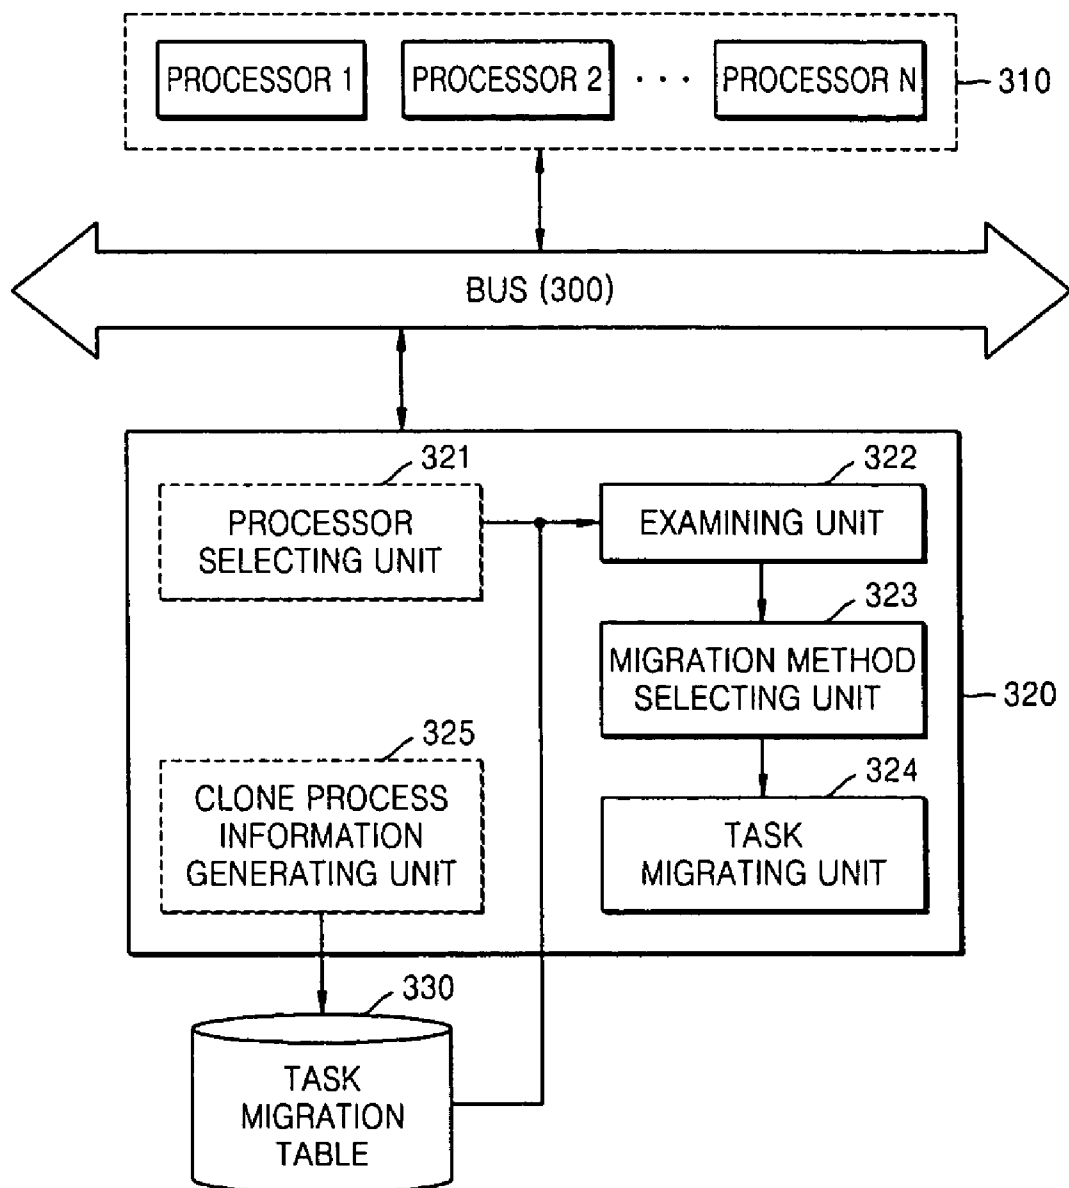 PROCESSOR 1
PROCESSOR 2
. . .
PROCESSOR N
310
BUS (300)
321
PROCESSOR
SELECTING UNIT
322
EXAMINING UNIT
323
MIGRATION METHOD
SELECTING UNIT
320
325
CLONE PROCESS
INFORMATION
GENERATING UNIT
324
TASK
MIGRATING UNIT
330
TASK
MIGRATION
TABLE